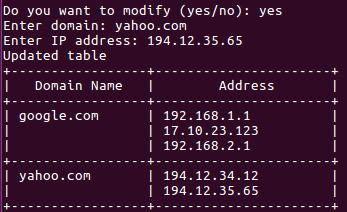 Do you want to modify (yes/no): yes
Enter domain: yahoo.com
Enter IP address: 194.12.35.65
Updated table
+----------------+----------------------+
|   Domain Name  |       Address        |
+----------------+----------------------+
| google.com     | 192.168.1.1          |
|                | 17.10.23.123         |
|                | 192.168.2.1          |
+----------------+----------------------+
| yahoo.com      | 194.12.34.12         |
|                | 194.12.35.65         |
+----------------+----------------------+